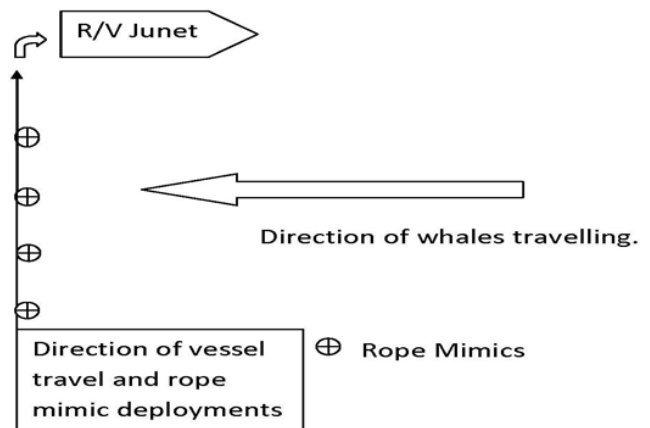 R/V Junet
Direction of whales travelling.
Direction of vessel
travel and rope
mimic deployments
Rope Mimics